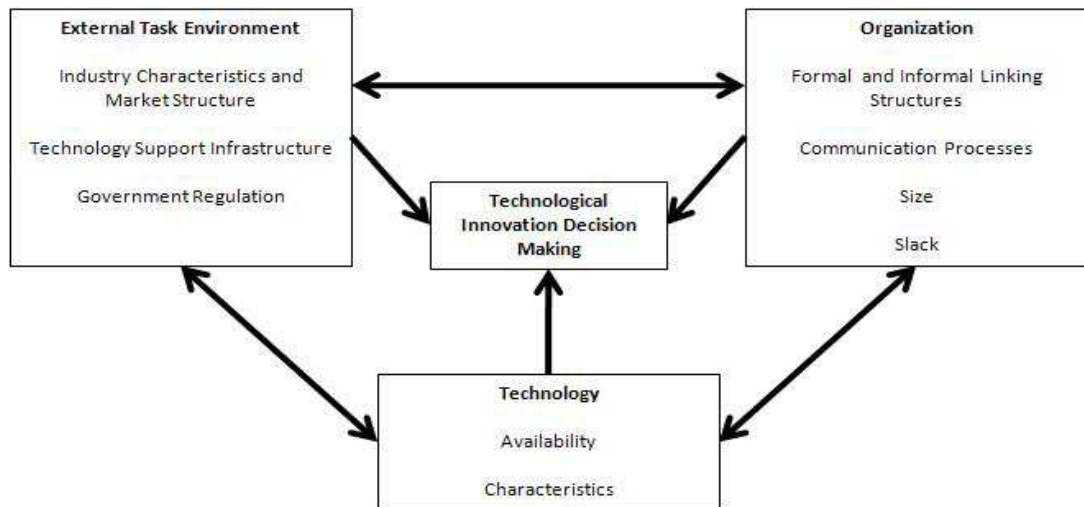 External Task Environment
Industry Characteristics and
Market Structure
Technology Support Infrastructure
Government Regulation
Organization
Formal and Informal Linking
Structures
Communication Processes
Size
Slack
Technological
Innovation Decision
Making
Technology
Availability
Characteristics